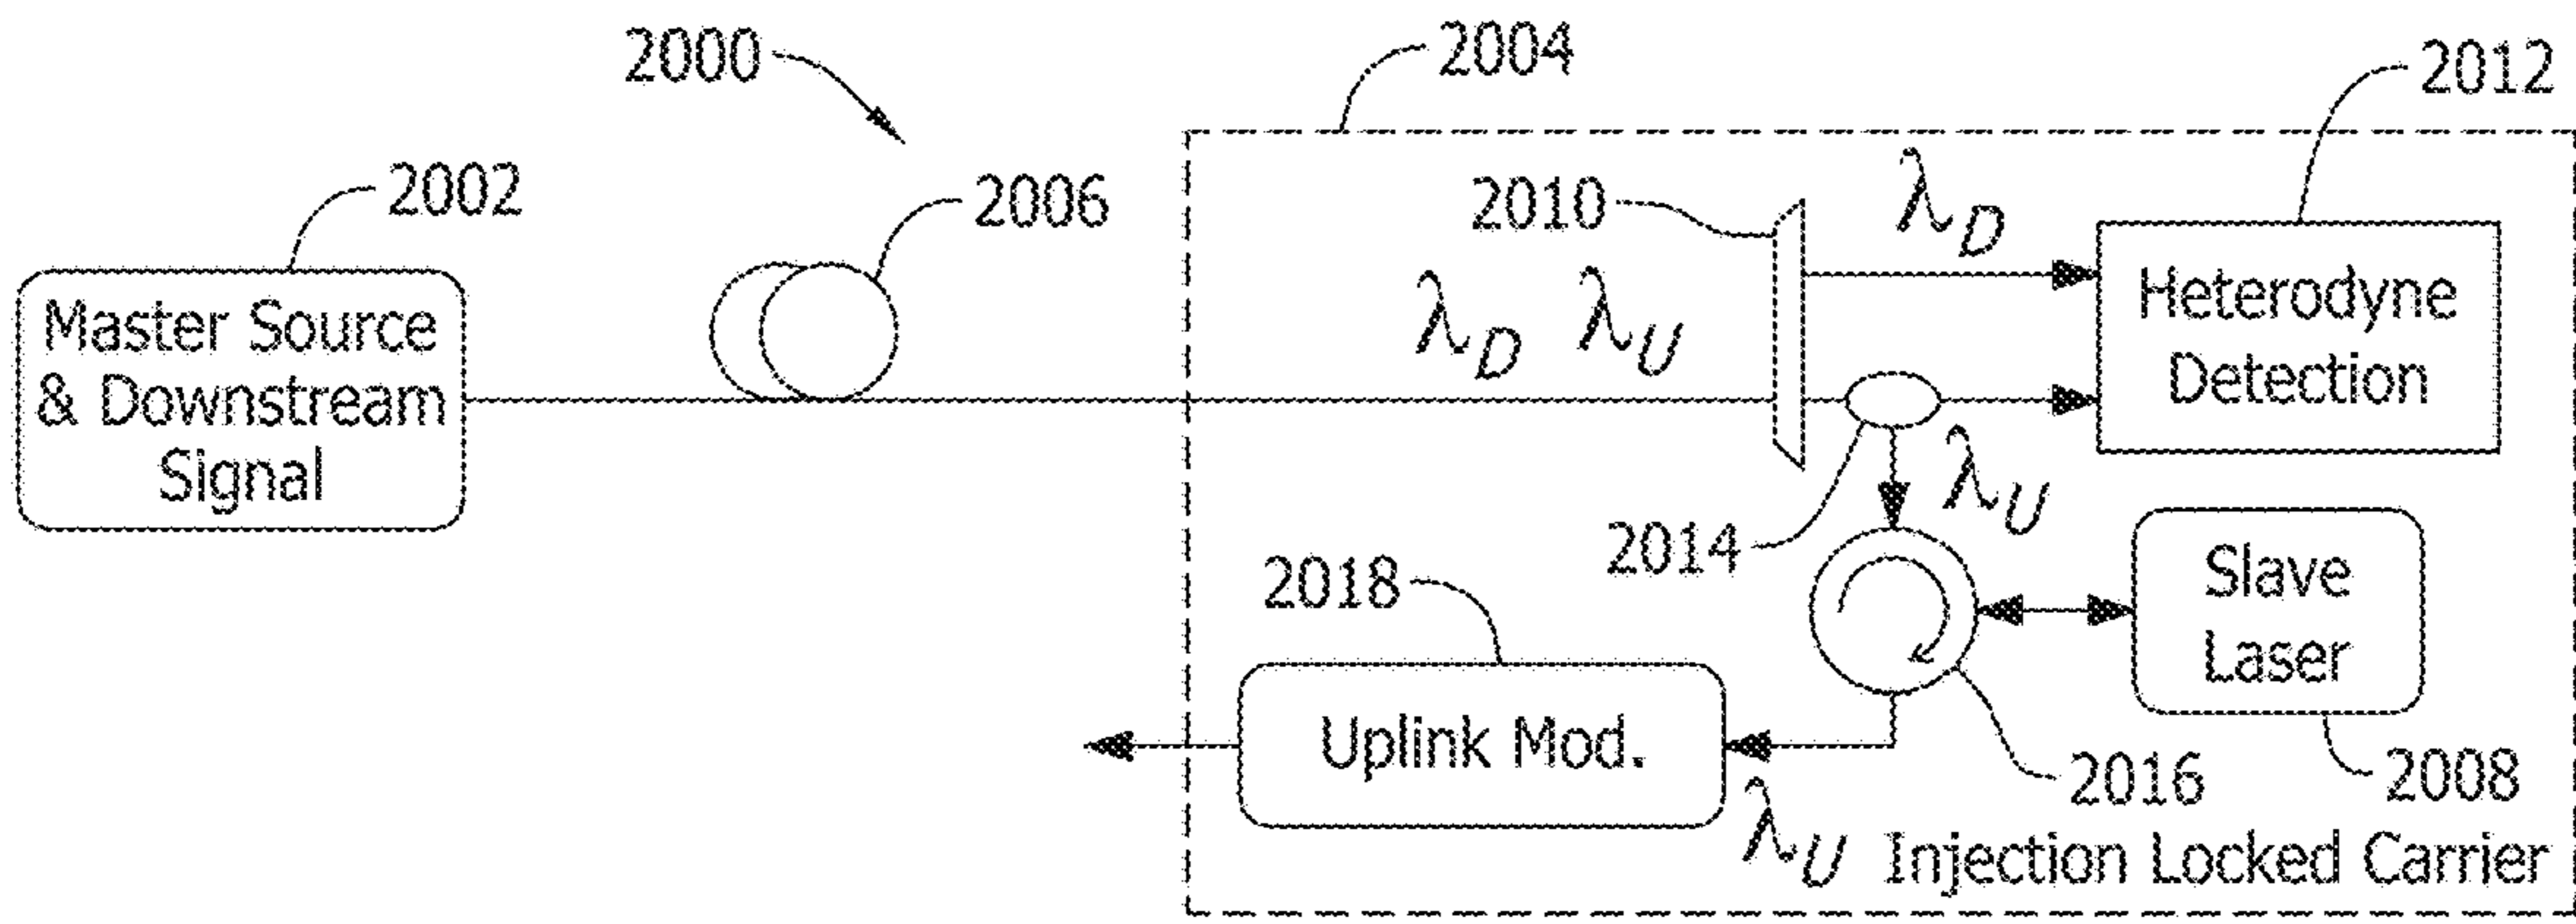 2000
2004
2012
2002
2006
2010
λD
Master Source
& Downstream
Signal
λD λU
Heterodyne
Detection
λU
2014
2018
Slave
Laser
Uplink Mod.
2016
2008
λU Injection Locked Carrier